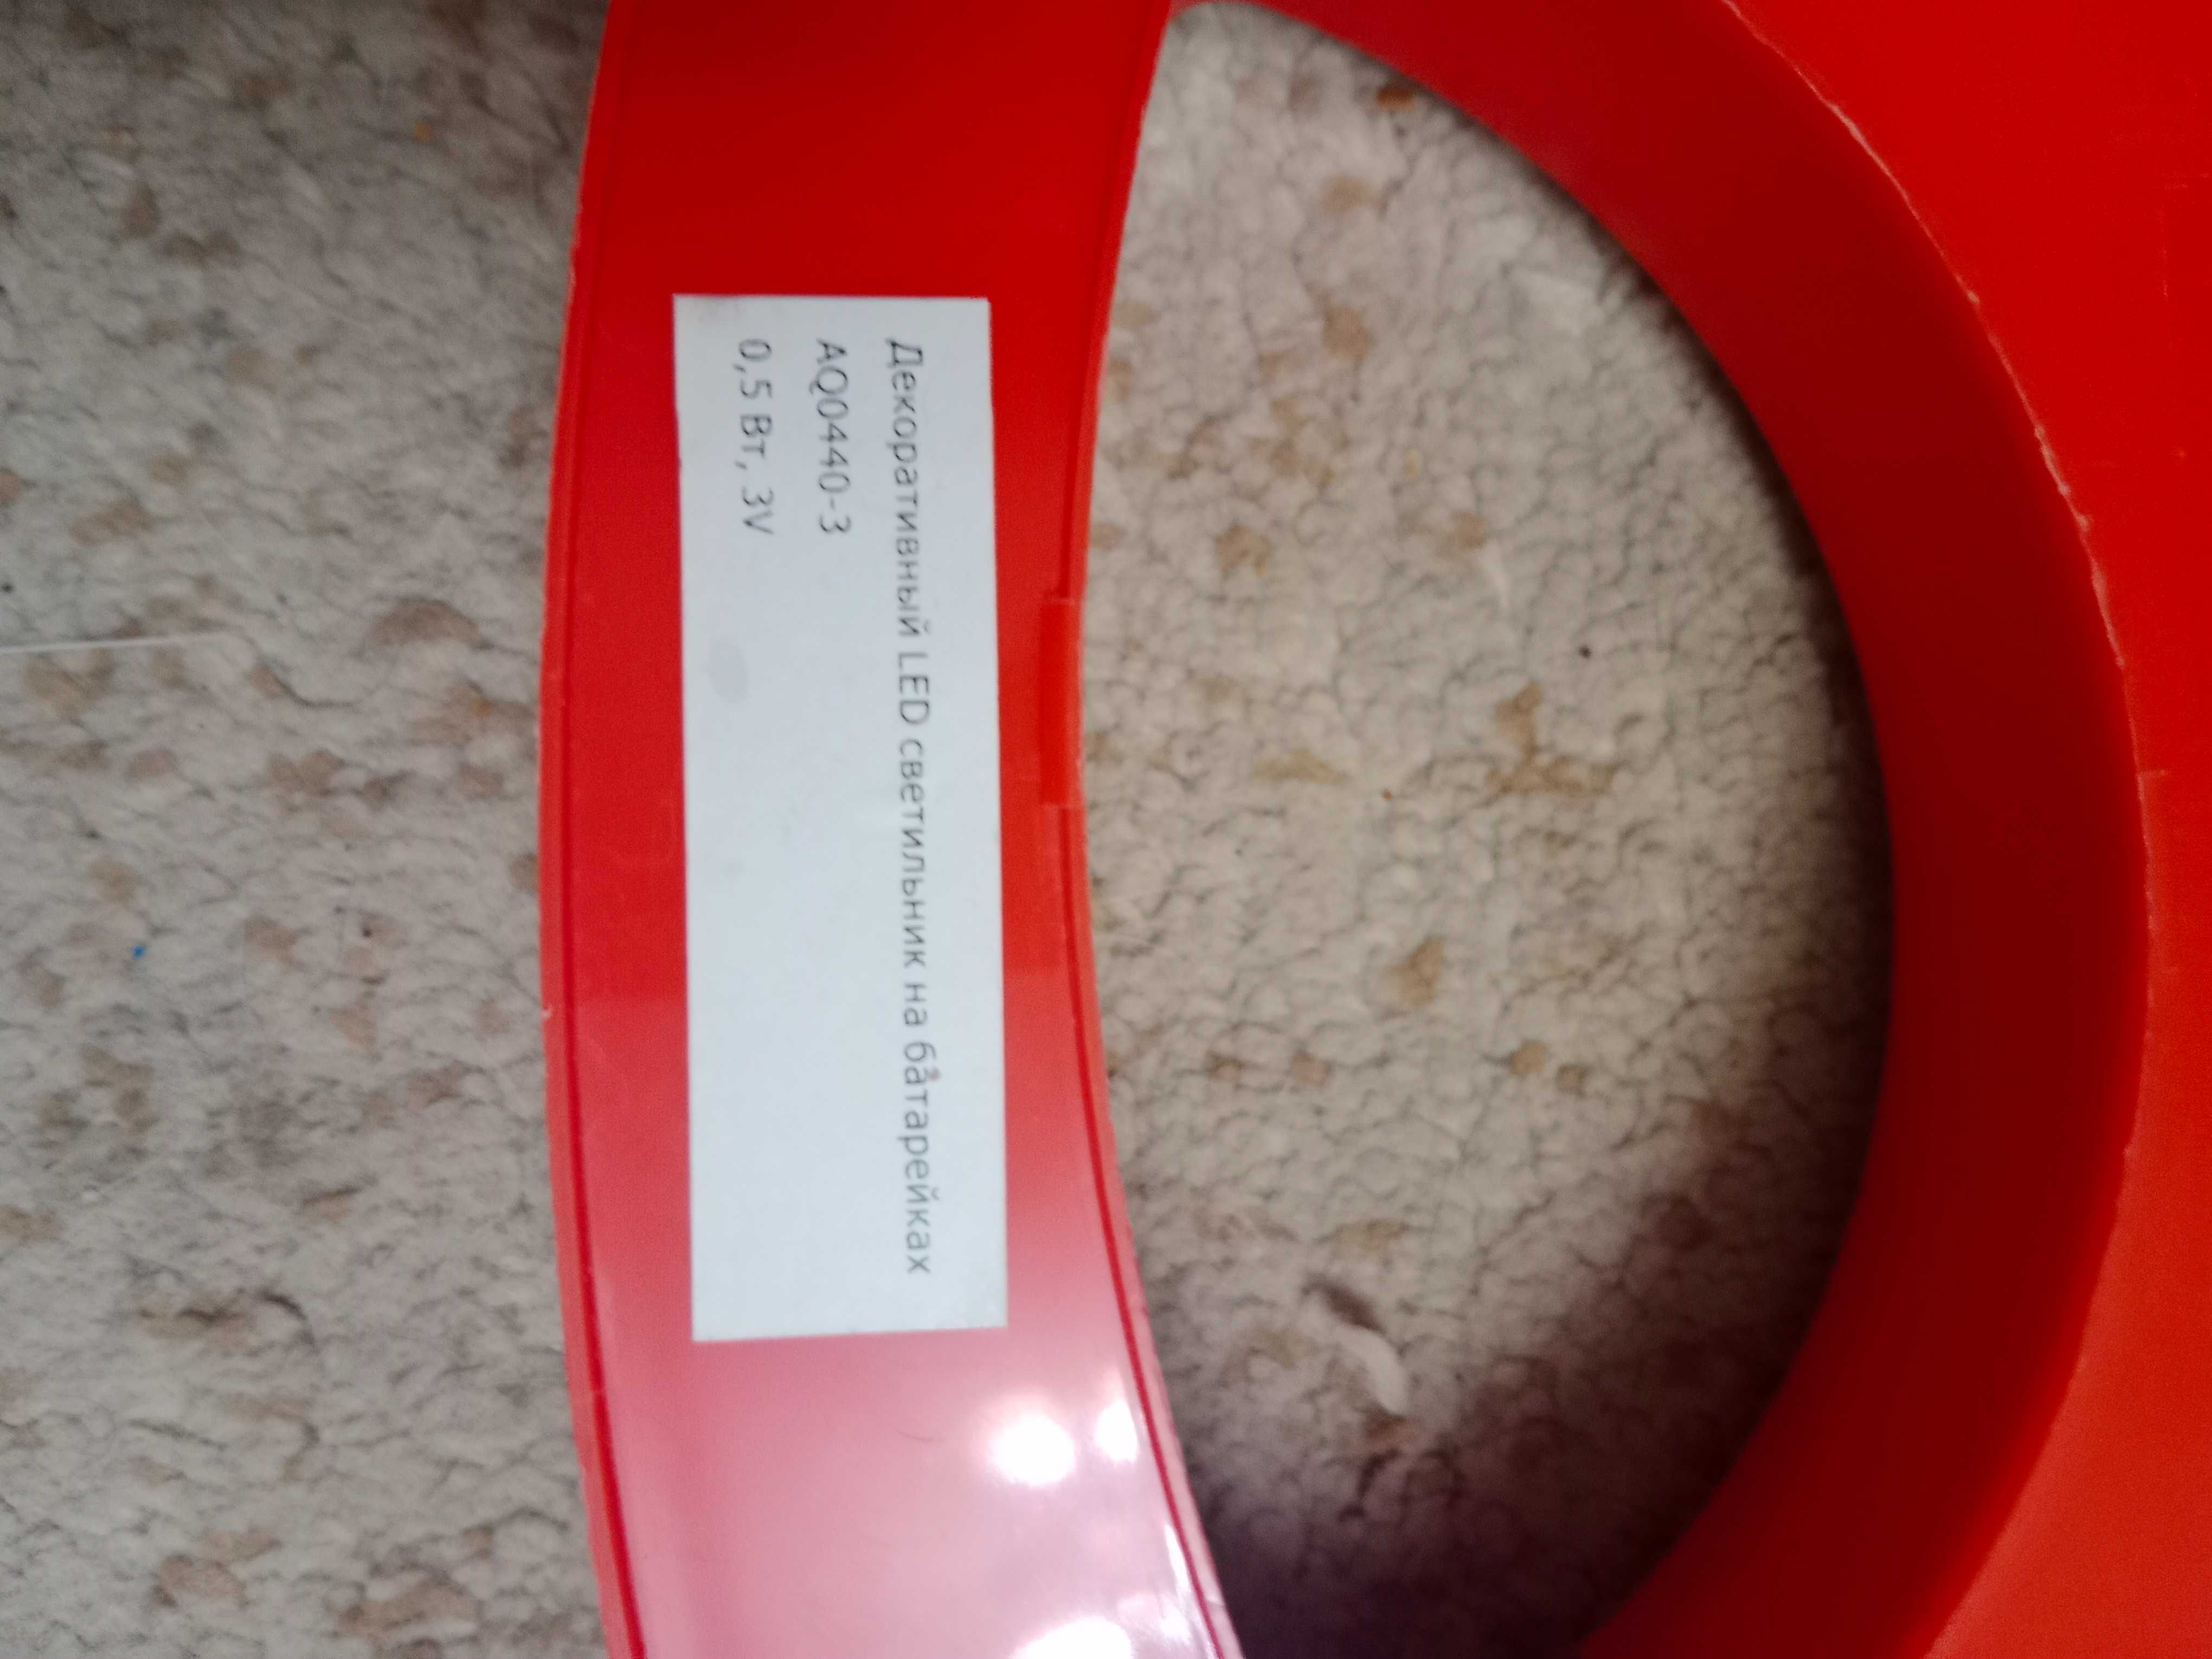 Декоративный LED светильник на батарейках
AQ0440-3
0,5 Вт, 3V